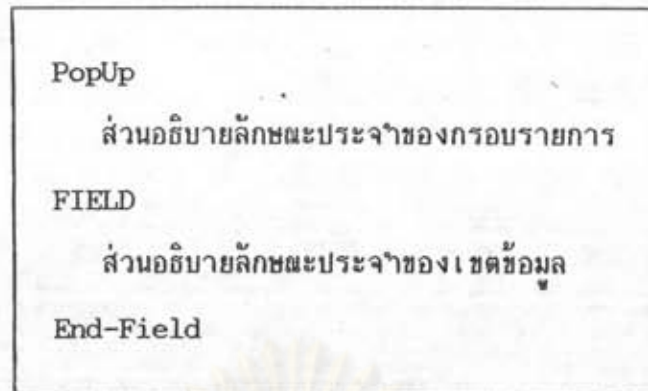 PopUp
ส่วนอธิบายลักษณะประจำของกรอบรายการ
FIELD
ส่วนอธิบายลักษณะประจำของเขตข้อมูล
End-Field